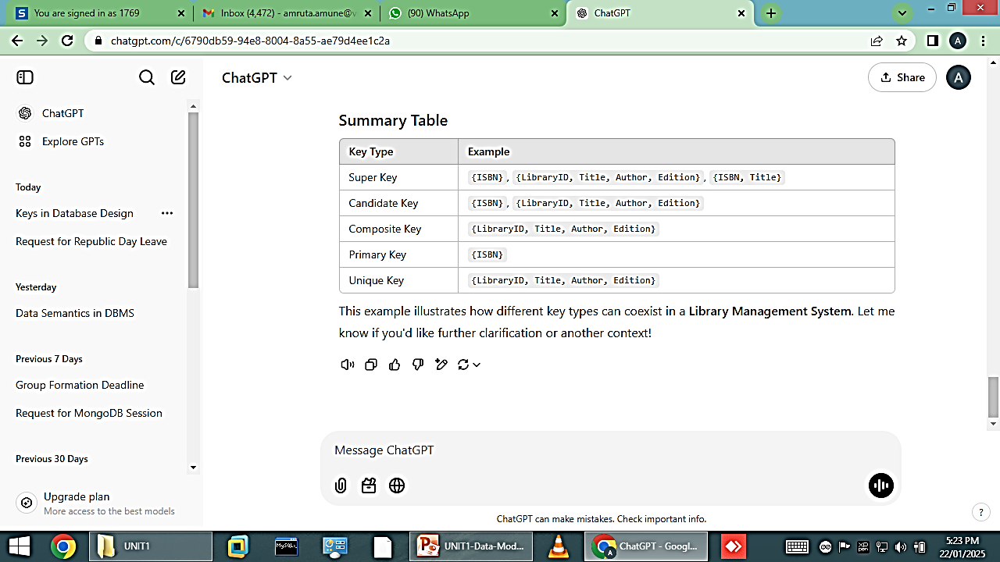 You are signed in as 1769
Inbox (4,472) - amruta.amune@v
(90) WhatsApp
ChatGPT
chatgpt.com/c/6790db59-94e8-8004-8a55-ae79d4ee1c2a
A
ChatGPT
Share
A
ChatGPT
Explore GPTs
Today
Keys in Database Design
Request for Republic Day Leave
Yesterday
Data Semantics in DBMS
Previous 7 Days
Group Formation Deadline
Request for MongoDB Session
Previous 30 Days
Upgrade plan
More access to the best models
Summary Table
Key Type Example
Super Key {ISBN}, {LibraryID, Title, Author, Edition}, {ISBN, Title}
Candidate Key {ISBN}, {LibraryID, Title, Author, Edition}
Composite Key {LibraryID, Title, Author, Edition}
Primary Key {ISBN}
Unique Key {LibraryID, Title, Author, Edition}
This example illustrates how different key types can coexist in a Library Management System. Let me
know if you'd like further clarification or another context!
Message ChatGPT
ChatGPT can make mistakes. Check important info.
?
UNIT1
MySQL
UNIT1-Data-Mod...
ChatGPT - Googl...
5:23 PM
22/01/2025